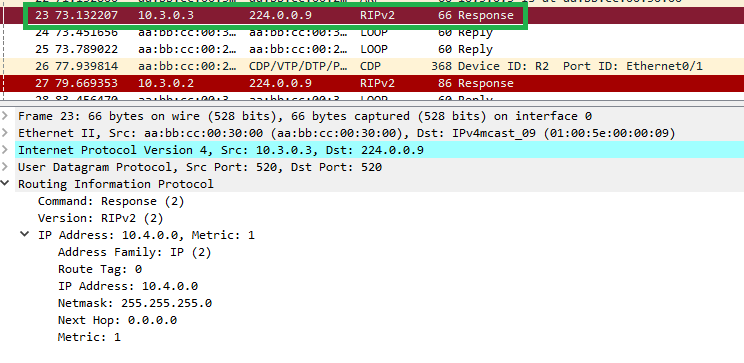 23 73.132207 10.3.0.3 224.0.0.9 RIPv2 66 Response
24 73.451656 aa:bb:cc:00:3… aa:bb:cc:00:3… LOOP 60 Reply
25 73.789022 aa:bb:cc:00:2… aa:bb:cc:00:2… LOOP 60 Reply
26 77.939814 aa:bb:cc:00:2… CDP/VTP/DTP/P… CDP 368 Device ID: R2 Port ID: Ethernet0/1
27 79.669353 10.3.0.2 224.0.0.9 RIPv2 86 Response
Frame 23: 66 bytes on wire (528 bits), 66 bytes captured (528 bits) on interface 0
Ethernet II, Src: aa:bb:cc:00:30:00 (aa:bb:cc:00:30:00), Dst: IPv4mcast_09 (01:00:5e:00:00:09)
Internet Protocol Version 4, Src: 10.3.0.3, Dst: 224.0.0.9
User Datagram Protocol, Src Port: 520, Dst Port: 520
Routing Information Protocol
Command: Response (2)
Version: RIPv2 (2)
IP Address: 10.4.0.0, Metric: 1
Address Family: IP (2)
Route Tag: 0
IP Address: 10.4.0.0
Netmask: 255.255.255.0
Next Hop: 0.0.0.0
Metric: 1